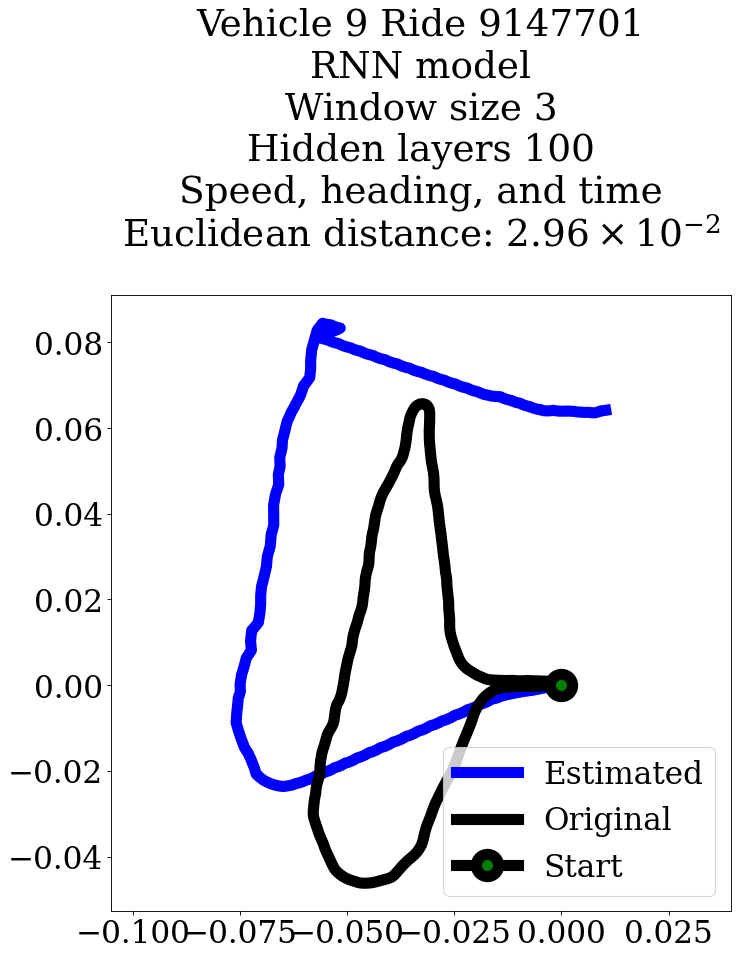 Vehicle 9 Ride 9147701
RNN model
Window size 3
Hidden layers 100
Speed, heading, and time
Euclidean distance: 2.96 × 10⁻²
0.08
0.06
0.04
0.02
0.00
−0.02
−0.04
Estimated
Original
Start
−0.100 −0.075 −0.050 −0.025 0.000 0.025